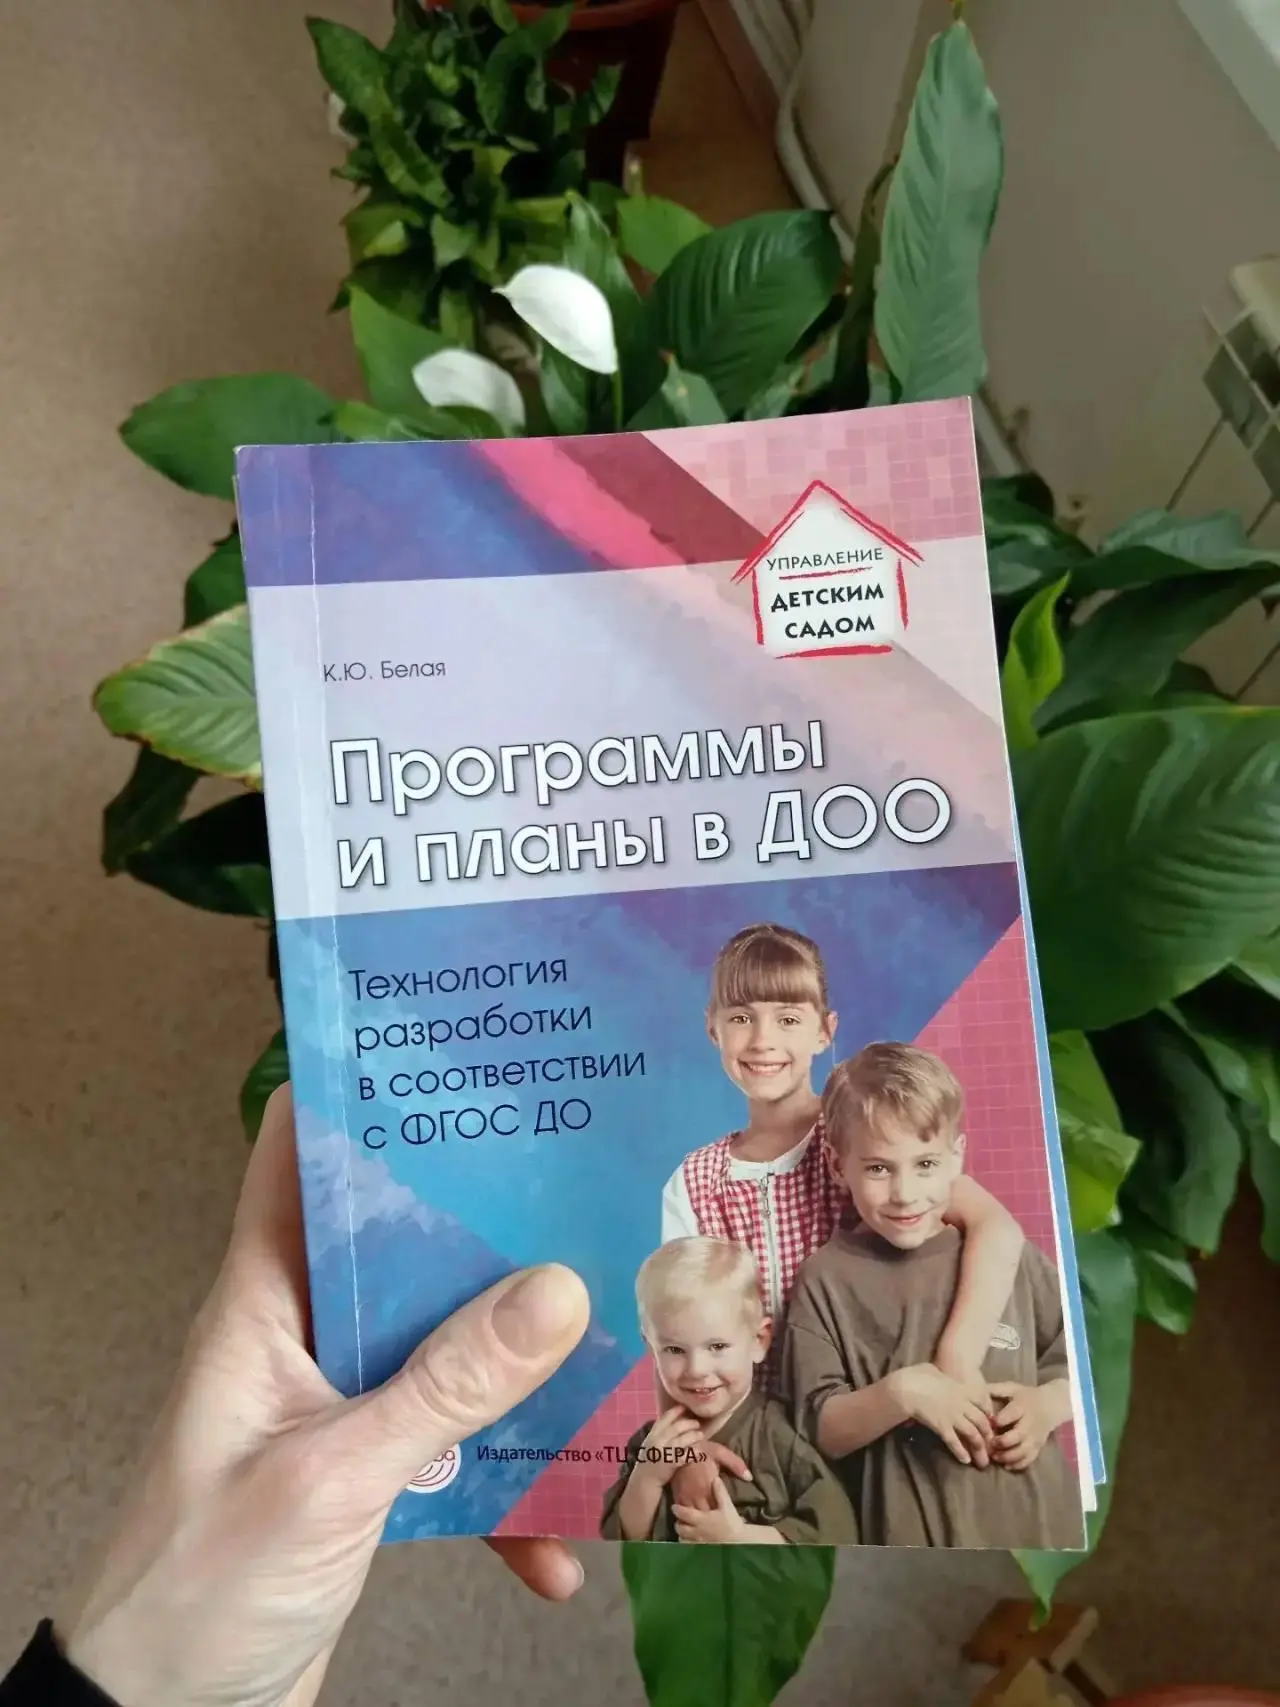 УПРАВЛЕНИЕ
ДЕТСКИМ
САДОМ
К.Ю. Белая
Программы
и планы в ДОО
Технология
разработки
в соответствии
с ФГОС ДО
Издательство «ТЦ СФЕРА»